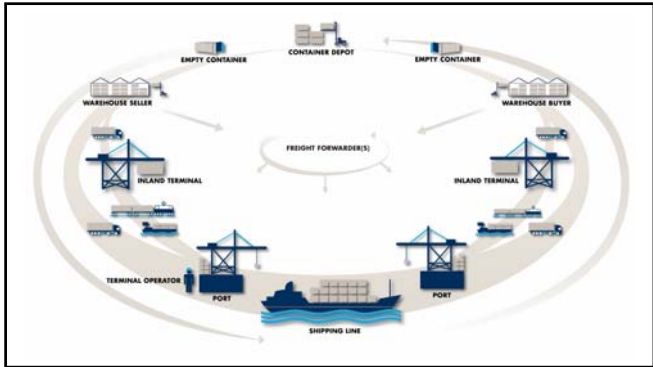 CONTAINER DEPOT
EMPTY CONTAINER
EMPTY CONTAINER
WAREHOUSE SELLER
WAREHOUSE BUYER
FREIGHT FORWARDER(S)
INLAND TERMINAL
INLAND TERMINAL
TERMINAL OPERATOR
PORT
PORT
SHIPPING LINE